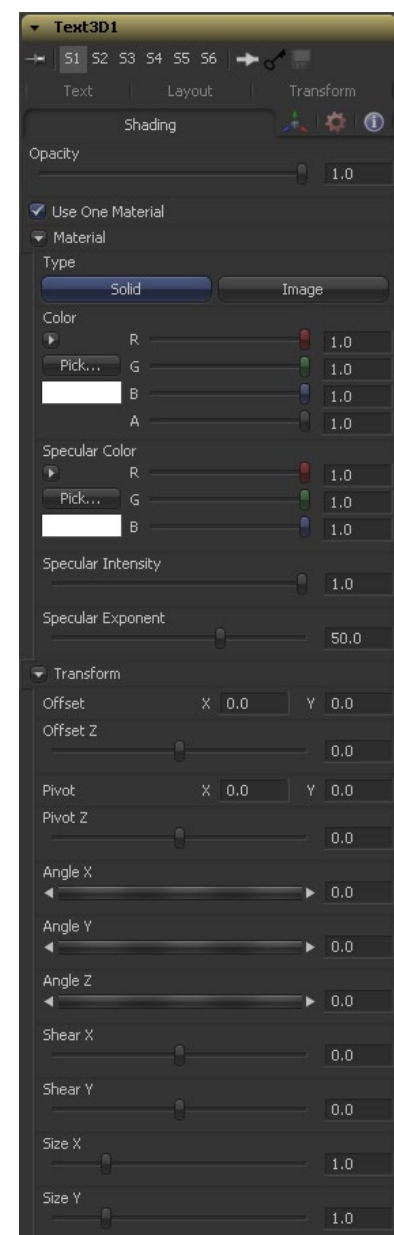 Text3D1
S1 S2 S3 S4 S5 S6
Text Layout Transform
Shading
Opacity
1.0
Use One Material
Material
Type
Solid Image
Color
R 1.0
Pick... G 1.0
B 1.0
A 1.0
Specular Color
R 1.0
Pick... G 1.0
B 1.0
Specular Intensity
1.0
Specular Exponent
50.0
Transform
Offset X 0.0 Y 0.0
Offset Z
0.0
Pivot X 0.0 Y 0.0
Pivot Z
0.0
Angle X
0.0
Angle Y
0.0
Angle Z
0.0
Shear X
0.0
Shear Y
0.0
Size X
1.0
Size Y
1.0